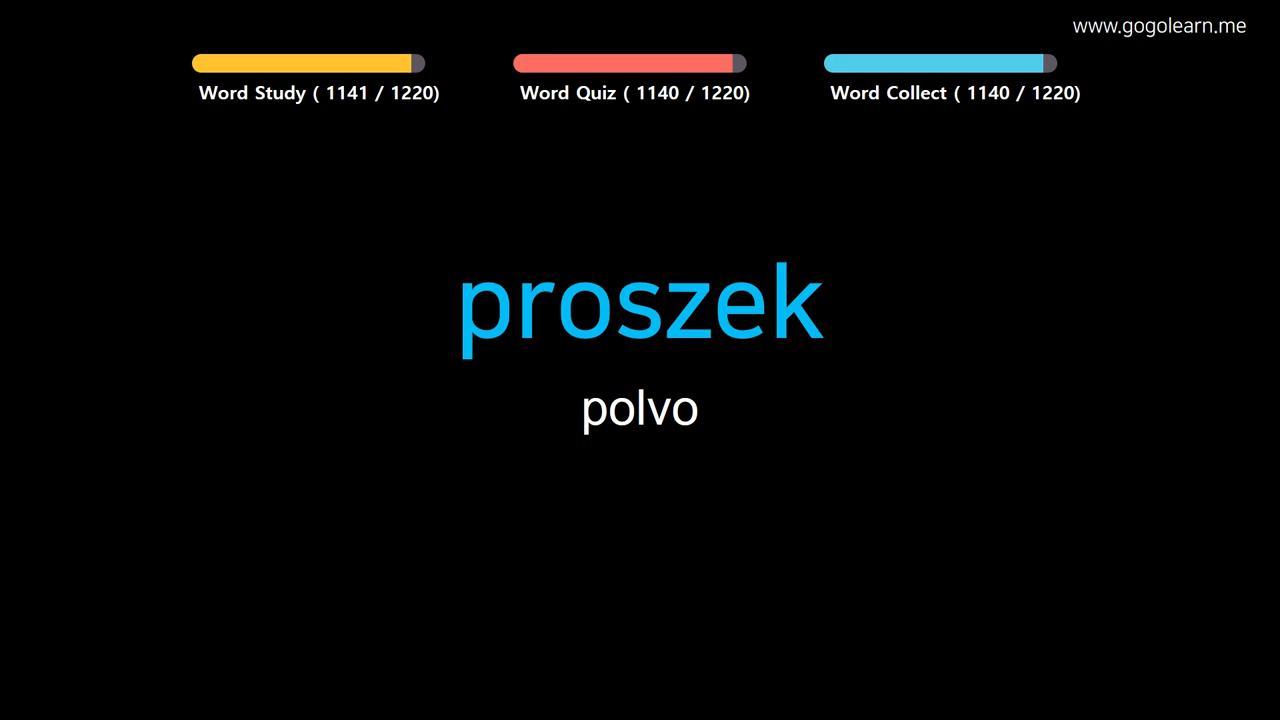 www.gogolearn.me
Word Study ( 1141 / 1220)
Word Quiz ( 1140 / 1220)
Word Collect ( 1140 / 1220)
proszek
polvo